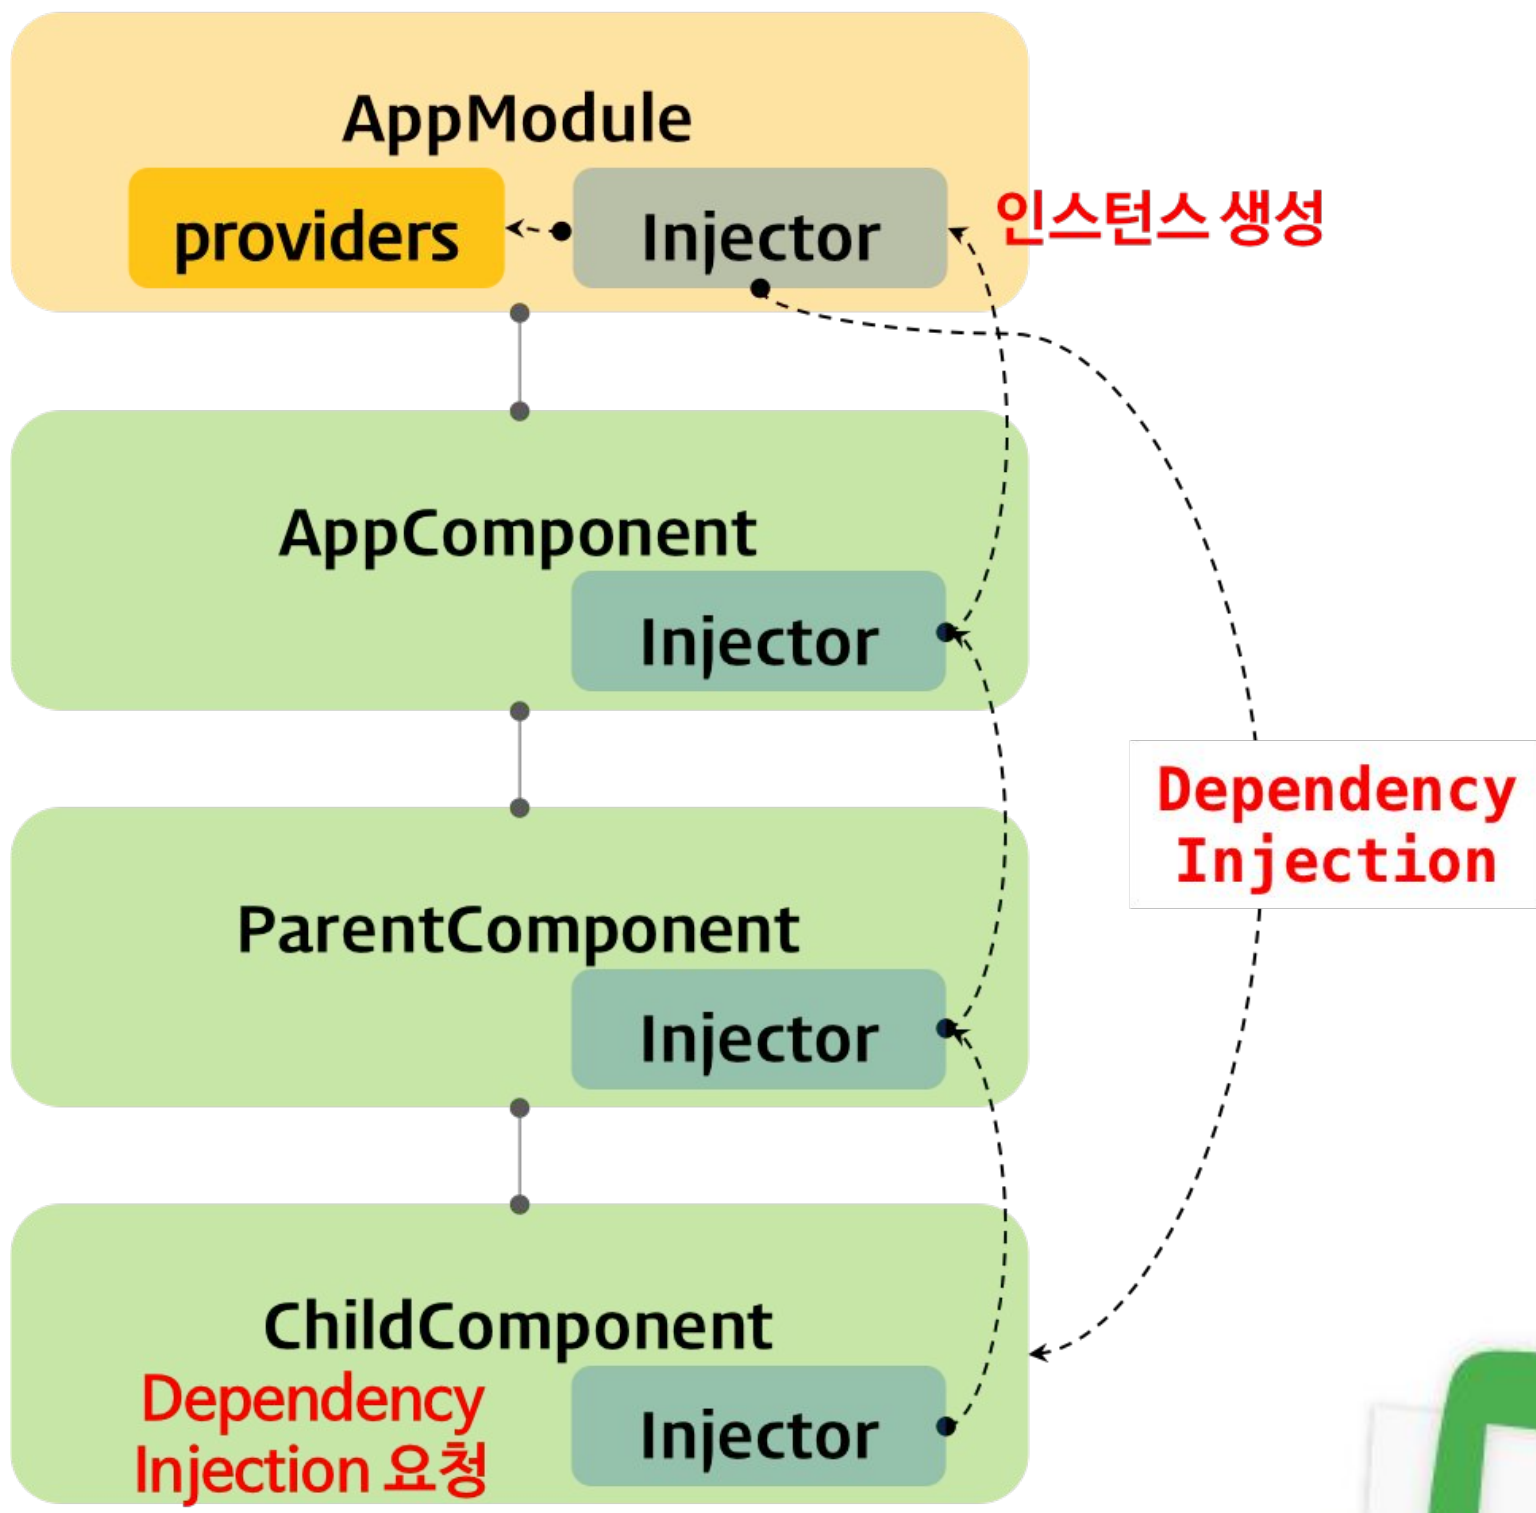 AppModule
providers
Injector
인스턴스 생성
AppComponent
Injector
Dependency
Injection
ParentComponent
Injector
ChildComponent
Dependency
Injection 요청
Injector